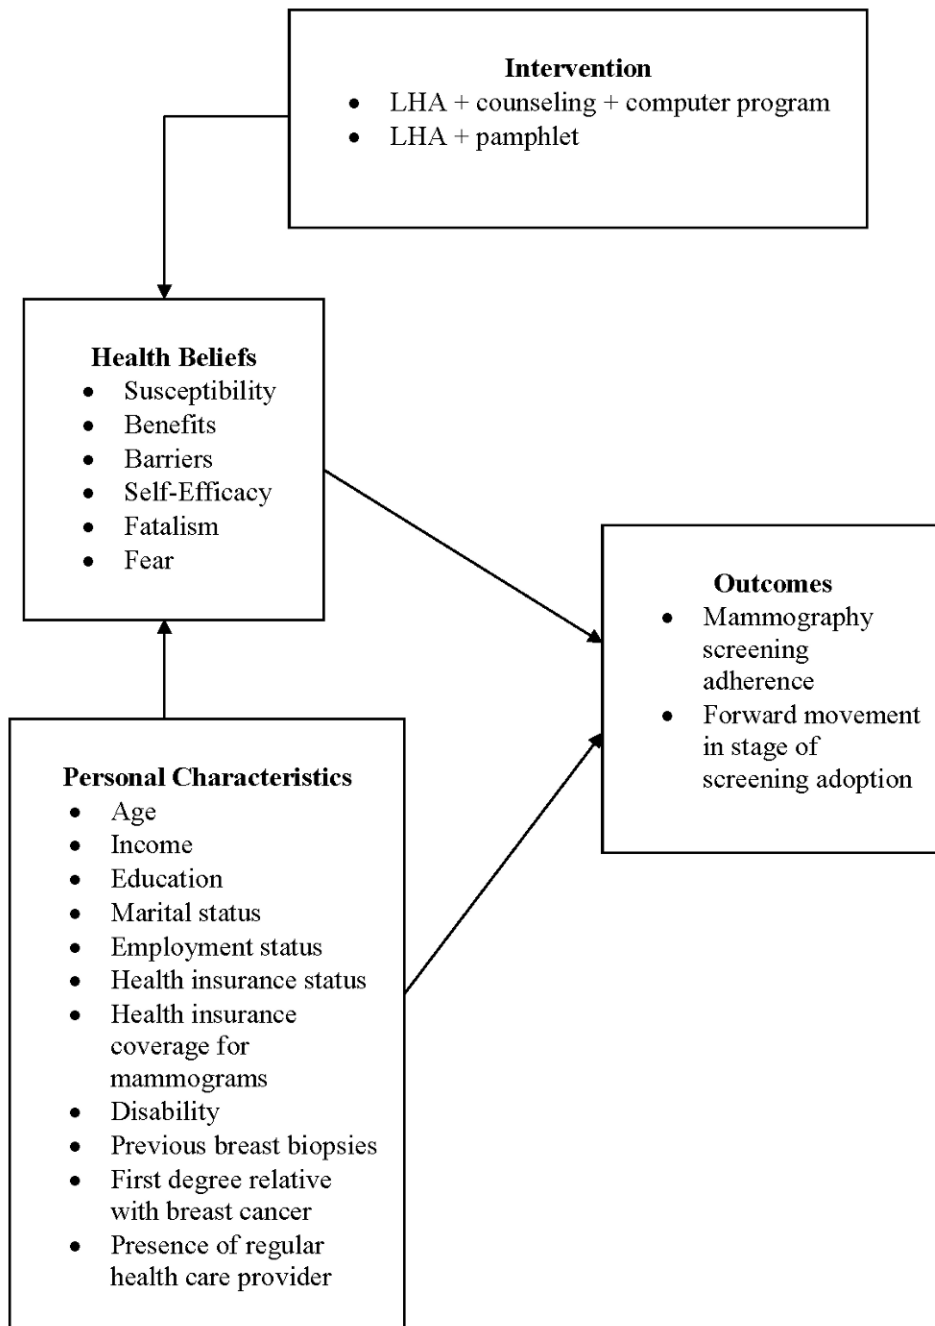 Intervention
• LHA + counseling + computer program
• LHA + pamphlet
Health Beliefs
• Susceptibility
• Benefits
• Barriers
• Self-Efficacy
• Fatalism
• Fear
Outcomes
• Mammography
screening
adherence
• Forward movement
in stage of
screening adoption
Personal Characteristics
• Age
• Income
• Education
• Marital status
• Employment status
• Health insurance status
• Health insurance
coverage for
mammograms
• Disability
• Previous breast biopsies
• First degree relative
with breast cancer
• Presence of regular
health care provider